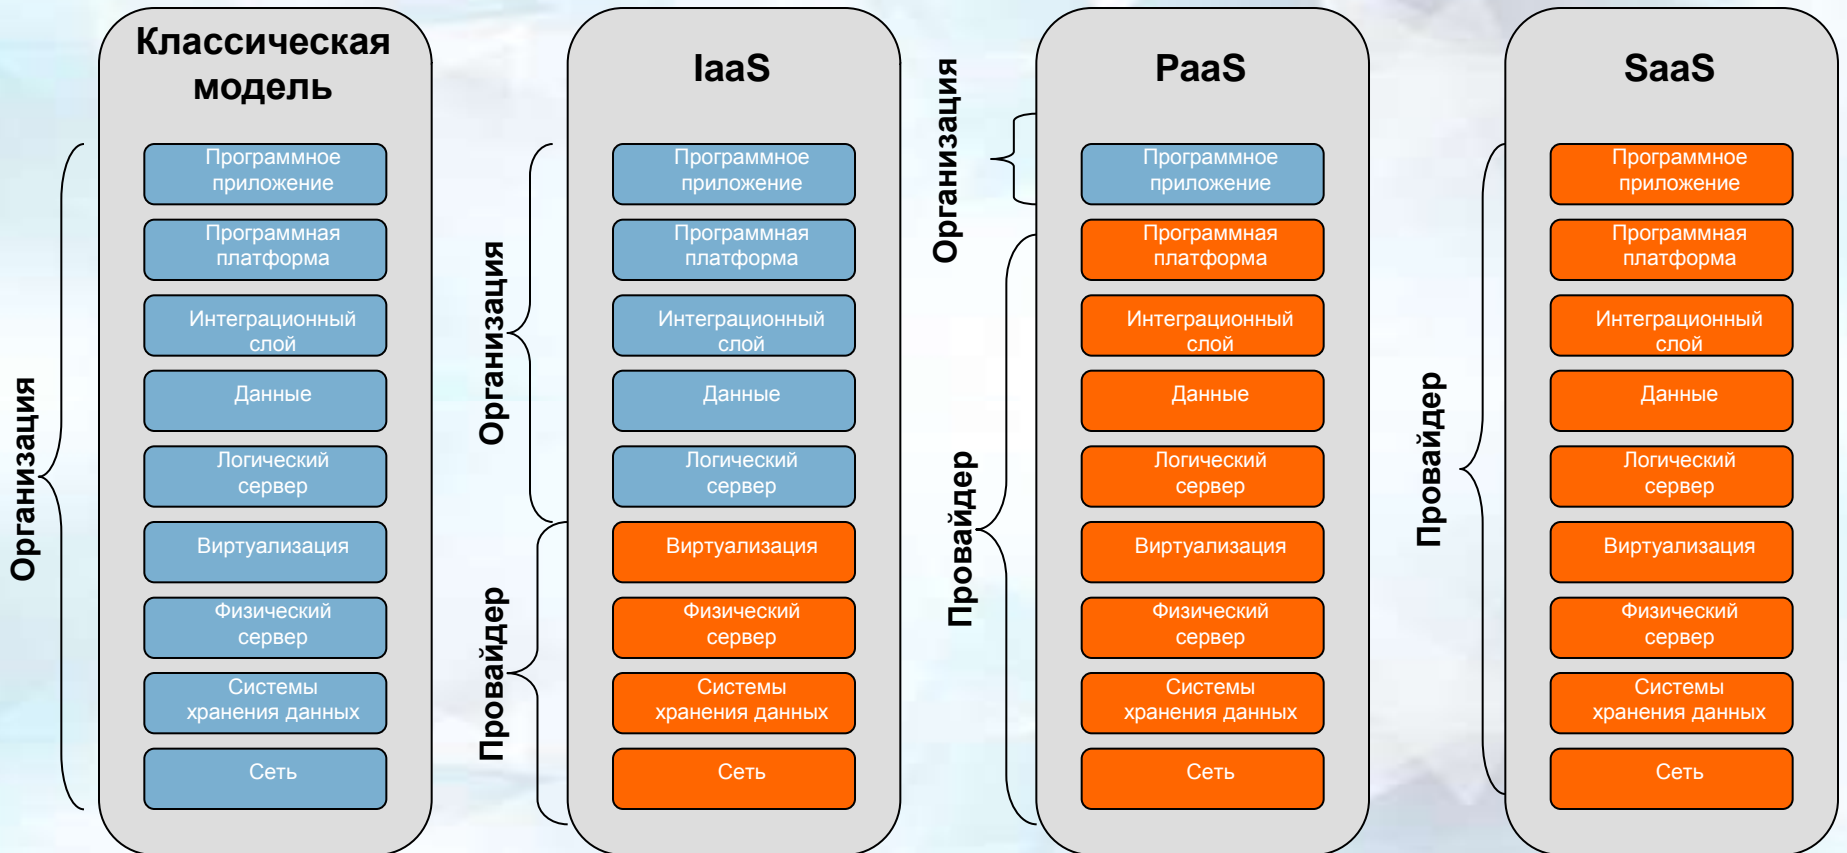 Классическая
модель
Организация
Программное
приложение
Программная
платформа
Интеграционный
слой
Данные
Логический
сервер
Виртуализация
Физический
сервер
Системы
хранения данных
Сеть
IaaS
Организация
Провайдер
Программное
приложение
Программная
платформа
Интеграционный
слой
Данные
Логический
сервер
Виртуализация
Физический
сервер
Системы
хранения данных
Сеть
PaaS
Организация
Провайдер
Программное
приложение
Программная
платформа
Интеграционный
слой
Данные
Логический
сервер
Виртуализация
Физический
сервер
Системы
хранения данных
Сеть
SaaS
Провайдер
Программное
приложение
Программная
платформа
Интеграционный
слой
Данные
Логический
сервер
Виртуализация
Физический
сервер
Системы
хранения данных
Сеть